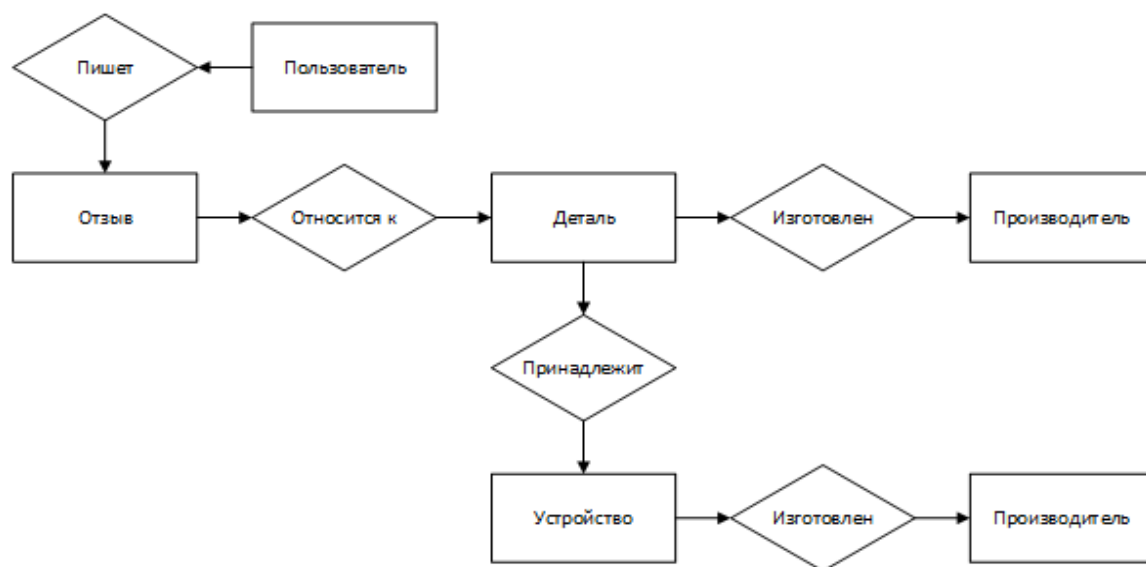 Пишет
Пользователь
Отзыв
Относится к
Деталь
Изготовлен
Производитель
Принадлежит
Устройство
Изготовлен
Производитель